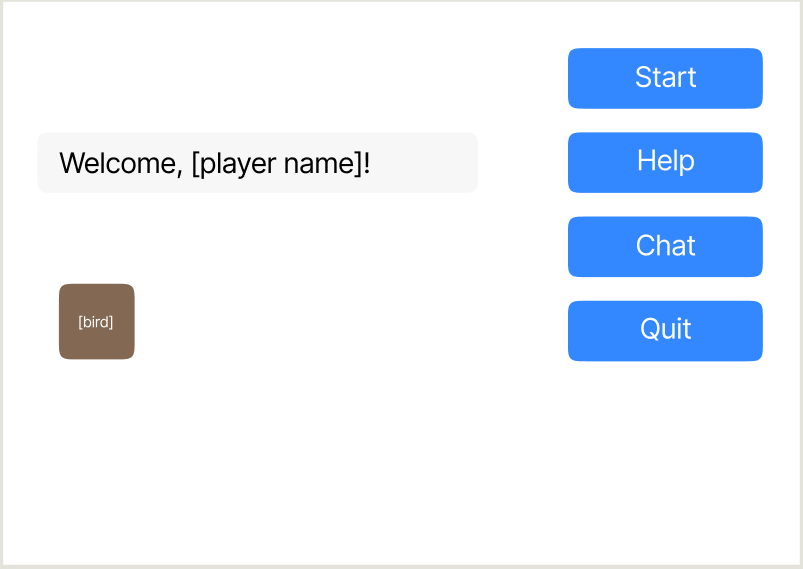 Start
Welcome, [player name]!
Help
Chat
[bird]
Quit